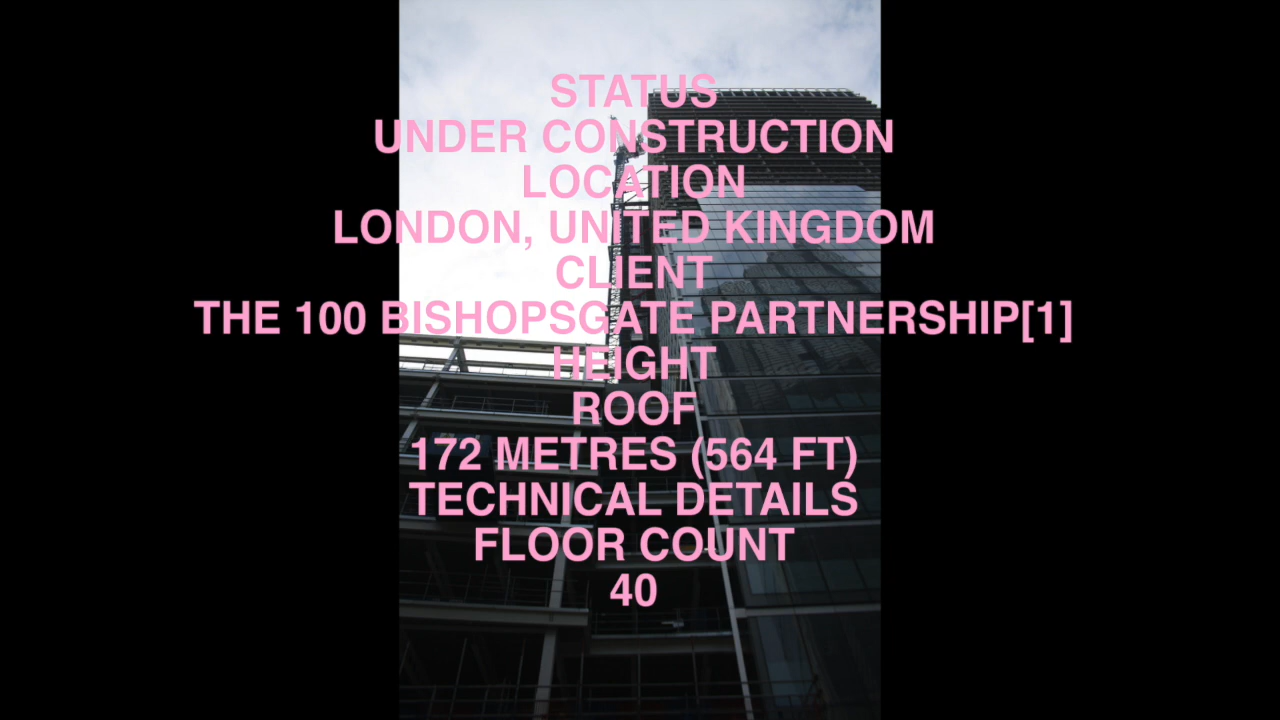 STATUS
UNDER CONSTRUCTION
LOCATION
LONDON, UNITED KINGDOM
CLIENT
THE 100 BISHOPSGATE PARTNERSHIP[1]
HEIGHT
ROOF
172 METRES (564 FT)
TECHNICAL DETAILS
FLOOR COUNT
40